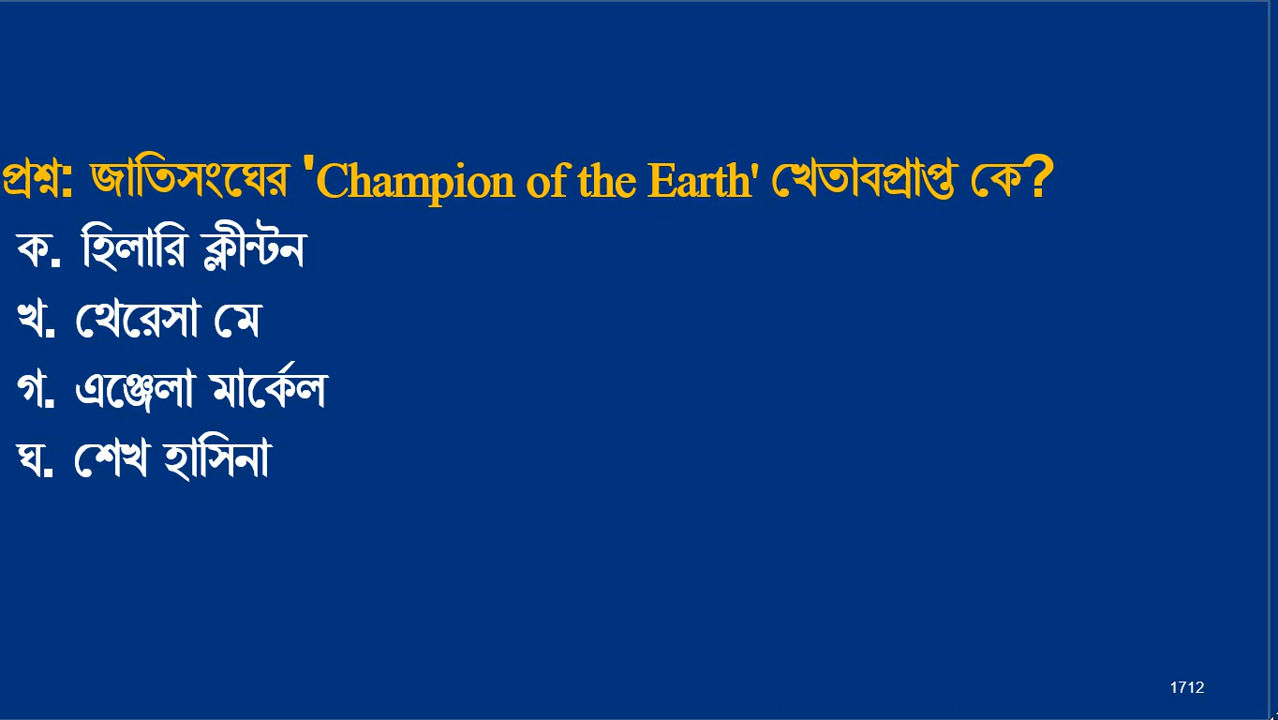 প্রশ্ন: জাতিসংঘের 'Champion of the Earth' খেতাবপ্রাপ্ত কে?
ক. হিলারি ক্লীন্টন
খ. থেরেসা মে
গ. এঞ্জেলা মার্কেল
ঘ. শেখ হাসিনা
1712